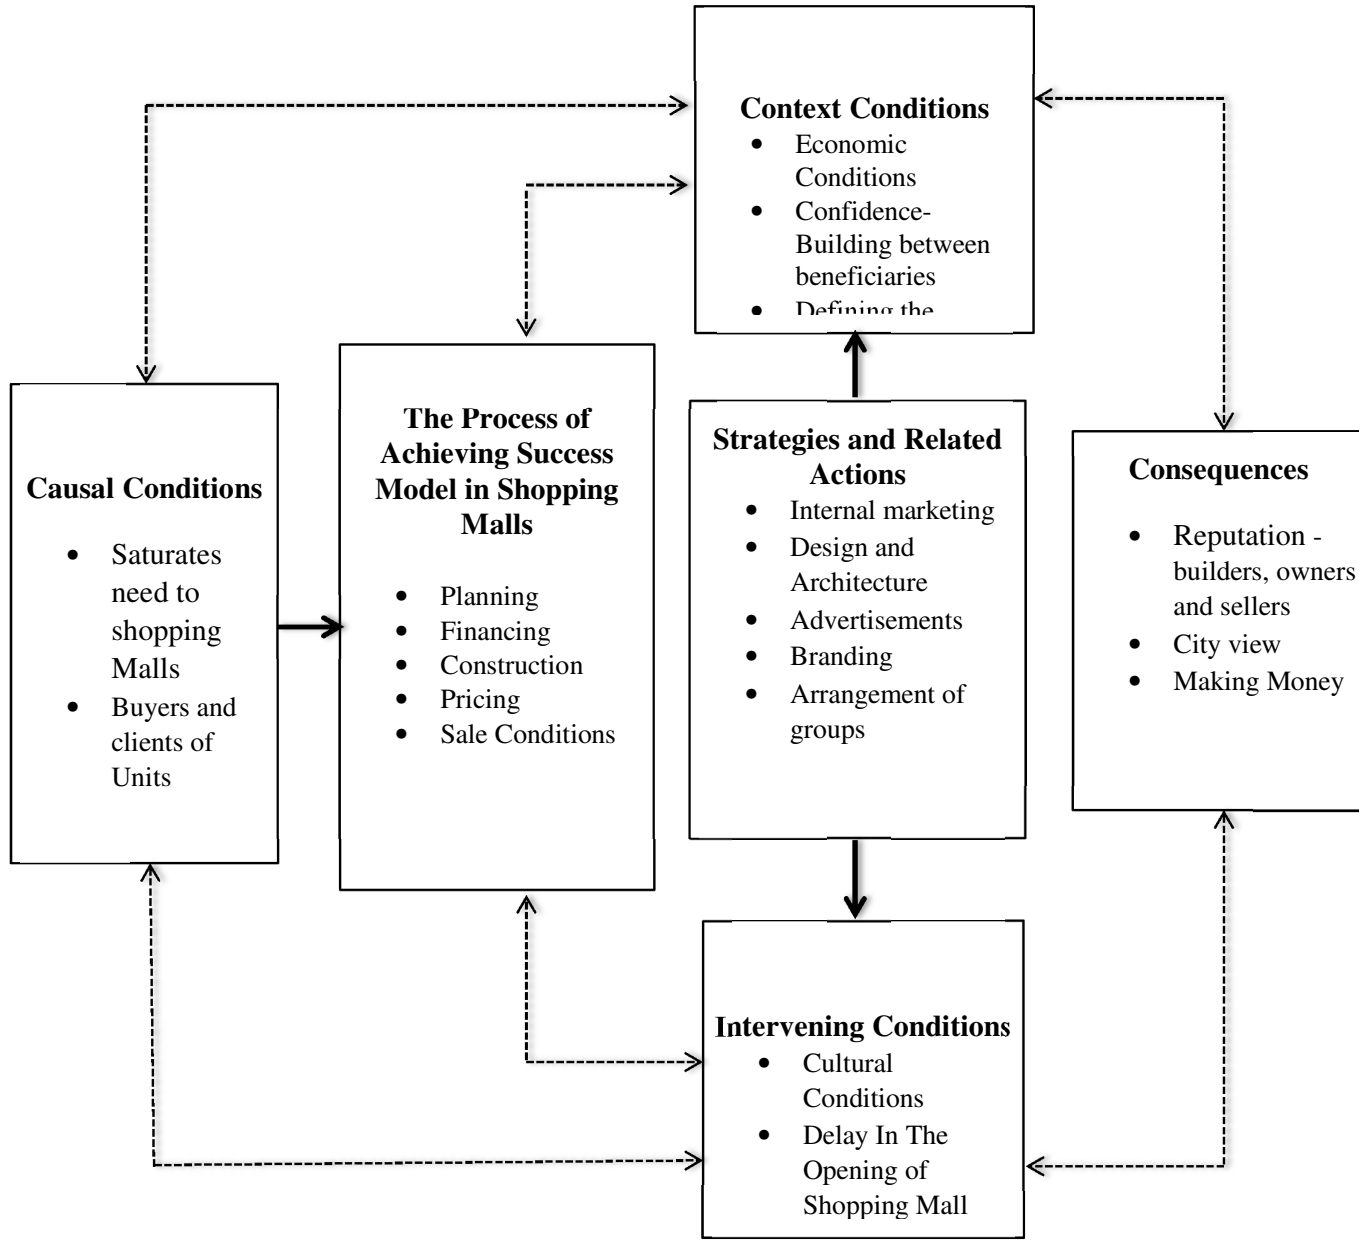 Context Conditions
• Economic
Conditions
• Confidence-
Building between
beneficiaries
• Defining the
Causal Conditions
• Saturates
need to
shopping
Malls
• Buyers and
clients of
Units
The Process of
Achieving Success
Model in Shopping
Malls
• Planning
• Financing
• Construction
• Pricing
• Sale Conditions
Strategies and Related
Actions
• Internal marketing
• Design and
Architecture
• Advertisements
• Branding
• Arrangement of
groups
Consequences
• Reputation -
builders, owners
and sellers
• City view
• Making Money
Intervening Conditions
• Cultural
Conditions
• Delay In The
Opening of
Shopping Mall